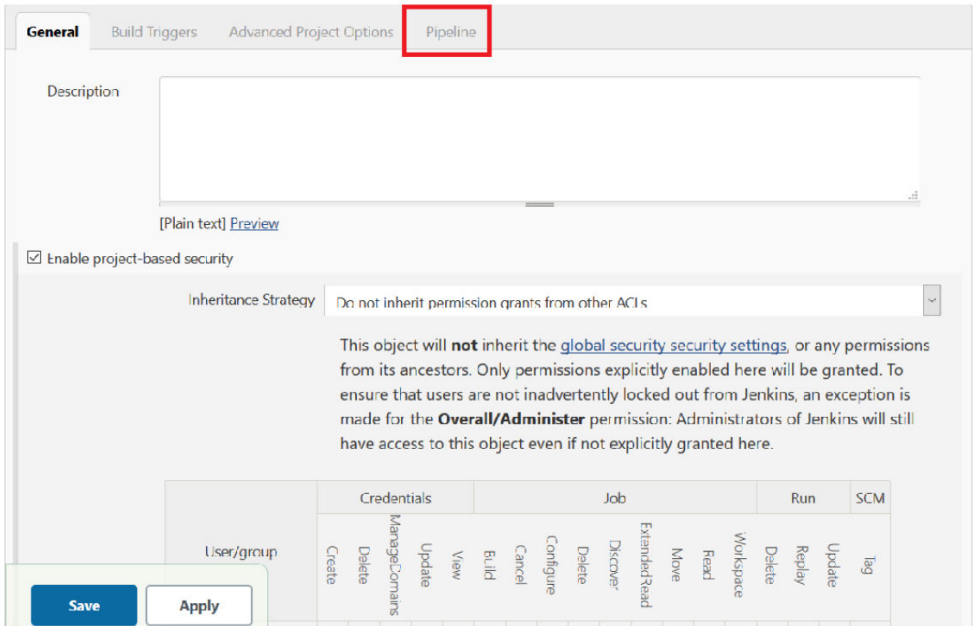 General Build Triggers Advanced Project Options Pipeline
Description
[Plain text] Preview
Enable project-based security
Inheritance Strategy Do not inherit permission grants from other ACLs
This object will not inherit the global security security settings, or any permissions
from its ancestors. Only permissions explicitly enabled here will be granted. To
ensure that users are not inadvertently locked out from Jenkins, an exception is
made for the Overall/Administer permission: Administrators of Jenkins will still
have access to this object even if not explicitly granted here.
Credentials Job Run SCM
User/group Create Delete ManageDomains Update View Build Cancel Configure Delete Discover ExtendedRead Move Read Workspace Delete Replay Update Tag
Save Apply